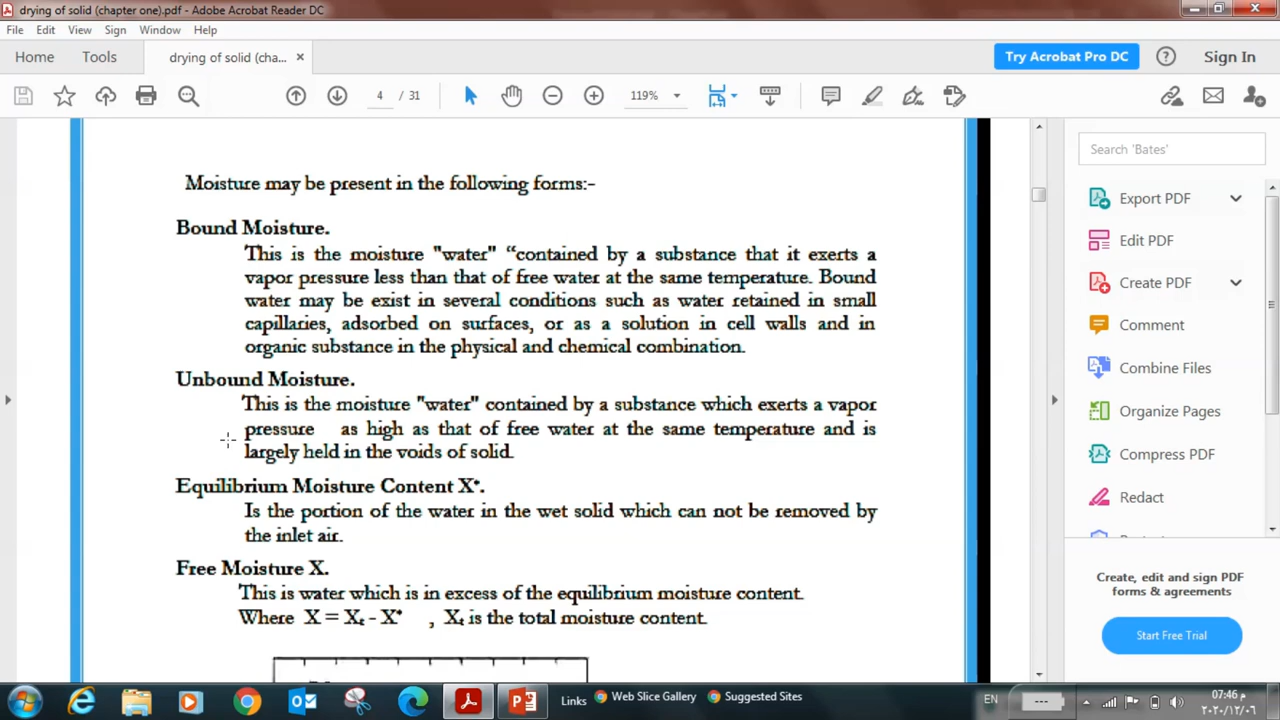 drying of solid (chapter one).pdf - Adobe Acrobat Reader DC
File Edit View Sign Window Help
Home Tools drying of solid (cha... × Try Acrobat Pro DC Sign In
4 / 31 119%
Moisture may be present in the following forms:-
Bound Moisture.
This is the moisture "water" “contained by a substance that it exerts a
vapor pressure less than that of free water at the same temperature. Bound
water may be exist in several conditions such as water retained in small
capillaries, adsorbed on surfaces, or as a solution in cell walls and in
organic substance in the physical and chemical combination.
Unbound Moisture.
This is the moisture "water" contained by a substance which exerts a vapor
pressure as high as that of free water at the same temperature and is
largely held in the voids of solid.
Equilibrium Moisture Content X*.
Is the portion of the water in the wet solid which can not be removed by
the inlet air.
Free Moisture X.
This is water which is in excess of the equilibrium moisture content.
Where X = Xt - X* , Xt is the total moisture content.
Search 'Bates'
Export PDF
Edit PDF
Create PDF
Comment
Combine Files
Organize Pages
Compress PDF
Redact
Create, edit and sign PDF
forms & agreements
Start Free Trial
Links Web Slice Gallery Suggested Sites EN ---
07:46 م
٢٠٢٠/١٢/٠٦